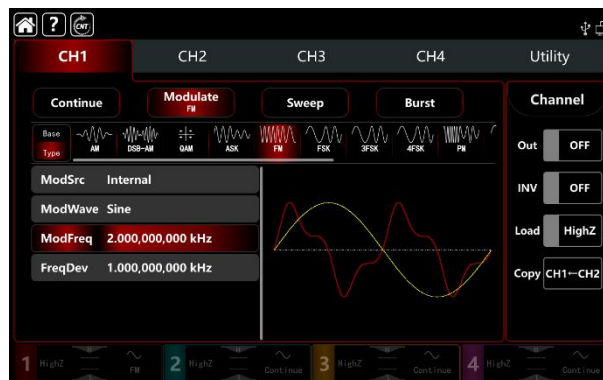 ? CNT
CH1 CH2 CH3 CH4 Utility
Continue Modulate FM Sweep Burst Channel
Base Type AM DSB-AM QAM ASK FM FSK 3FSK 4FSK PM
Out OFF
ModSrc Internal
INV OFF
ModWave Sine
Load HighZ
ModFreq 2.000,000,000 kHz
FreqDev 1.000,000,000 kHz
Copy CH1←CH2
1 HighZ FM 2 HighZ Continue 3 HighZ Continue 4 HighZ Continue